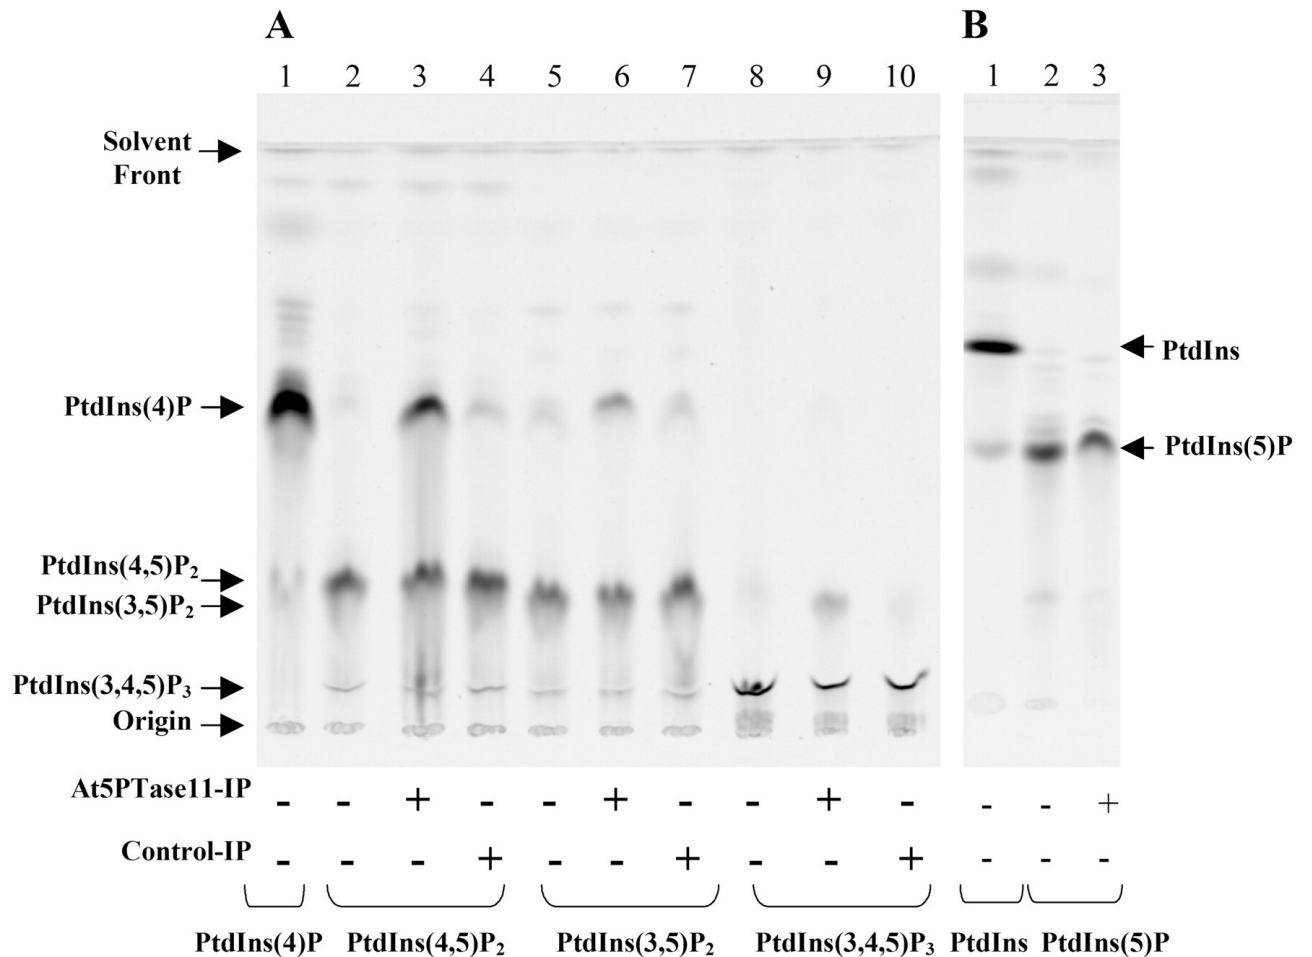 A B
1 2 3 4 5 6 7 8 9 10 1 2 3
Solvent
Front
PtdIns
PtdIns(4)P
PtdIns(5)P
PtdIns(4,5)P₂
PtdIns(3,5)P₂
PtdIns(3,4,5)P₃
Origin
At5PTase11-IP - - + - - + - - + - - - +
Control-IP - - - + - - + - - + - - -
PtdIns(4)P PtdIns(4,5)P₂ PtdIns(3,5)P₂ PtdIns(3,4,5)P₃ PtdIns PtdIns(5)P